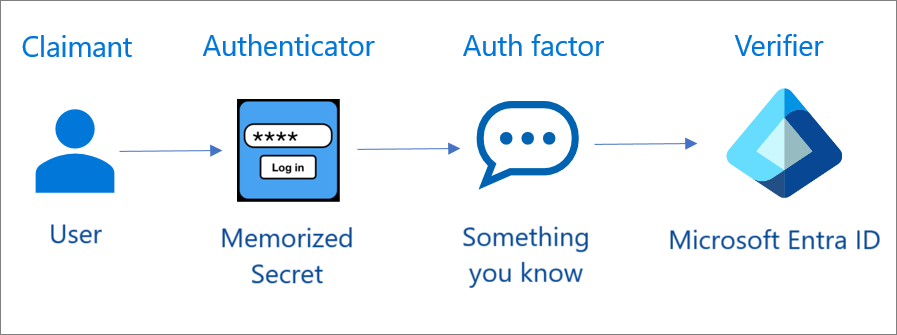 Claimant
Authenticator
Auth factor
Verifier
****
Log in
User
Memorized
Secret
Something
you know
Microsoft Entra ID